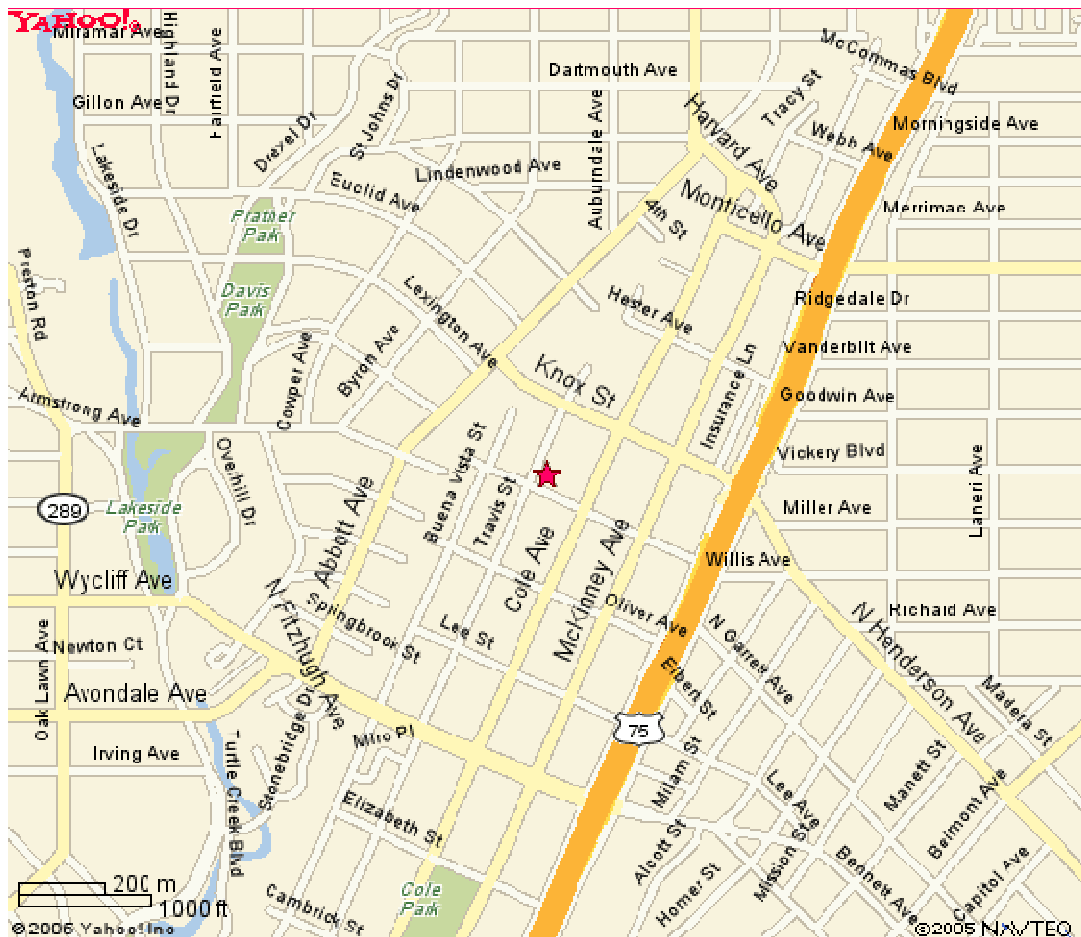 YAHOO!®
Miramar Ave
Highland Dr
Fairfield Ave
McCommas Blvd
Dartmouth Ave
Tracy St
Gillon Ave
Harvard Ave
Morningside Ave
Drexel Dr
St Johns Dr
Webb Ave
Auburndale Ave
Lakeside Dr
Lindenwood Ave
Euclid Ave
Monticello Ave
Merrimac Ave
Prather
Park
4th St
Preston Rd
Davis
Park
Lexington Ave
Hester Ave
Ridgedale Dr
Byron Ave
Cowper Ave
Knox St
Insurance Ln
Vanderbilt Ave
Goodwin Ave
Armstrong Ave
Buena Vista St
Vickery Blvd
Overhill Dr
Travis St
Laneri Ave
289
Lakeside
Park
Abbott Ave
Cole Ave
McKinney Ave
Miller Ave
Willis Ave
Wycliff Ave
N Fitzhugh Ave
Springbrook St
Lee St
Oliver Ave
N Garrett Ave
N Henderson Ave
Richard Ave
Newton Ct
Oak Lawn Ave
Avondale Ave
Elbert St
Madera St
Stonebridge Dr
75
Miro Pl
Irving Ave
Turtle Creek Blvd
Milam St
Lee Ave
Manett St
Belmont Ave
Elizabeth St
Alcott St
Mission St
Bennett Ave
Homer St
Capitol Ave
Cole
Park
Cambrick St
200 m
1000 ft
©2006 Yahoo! Inc
©2005 NAVTEQ